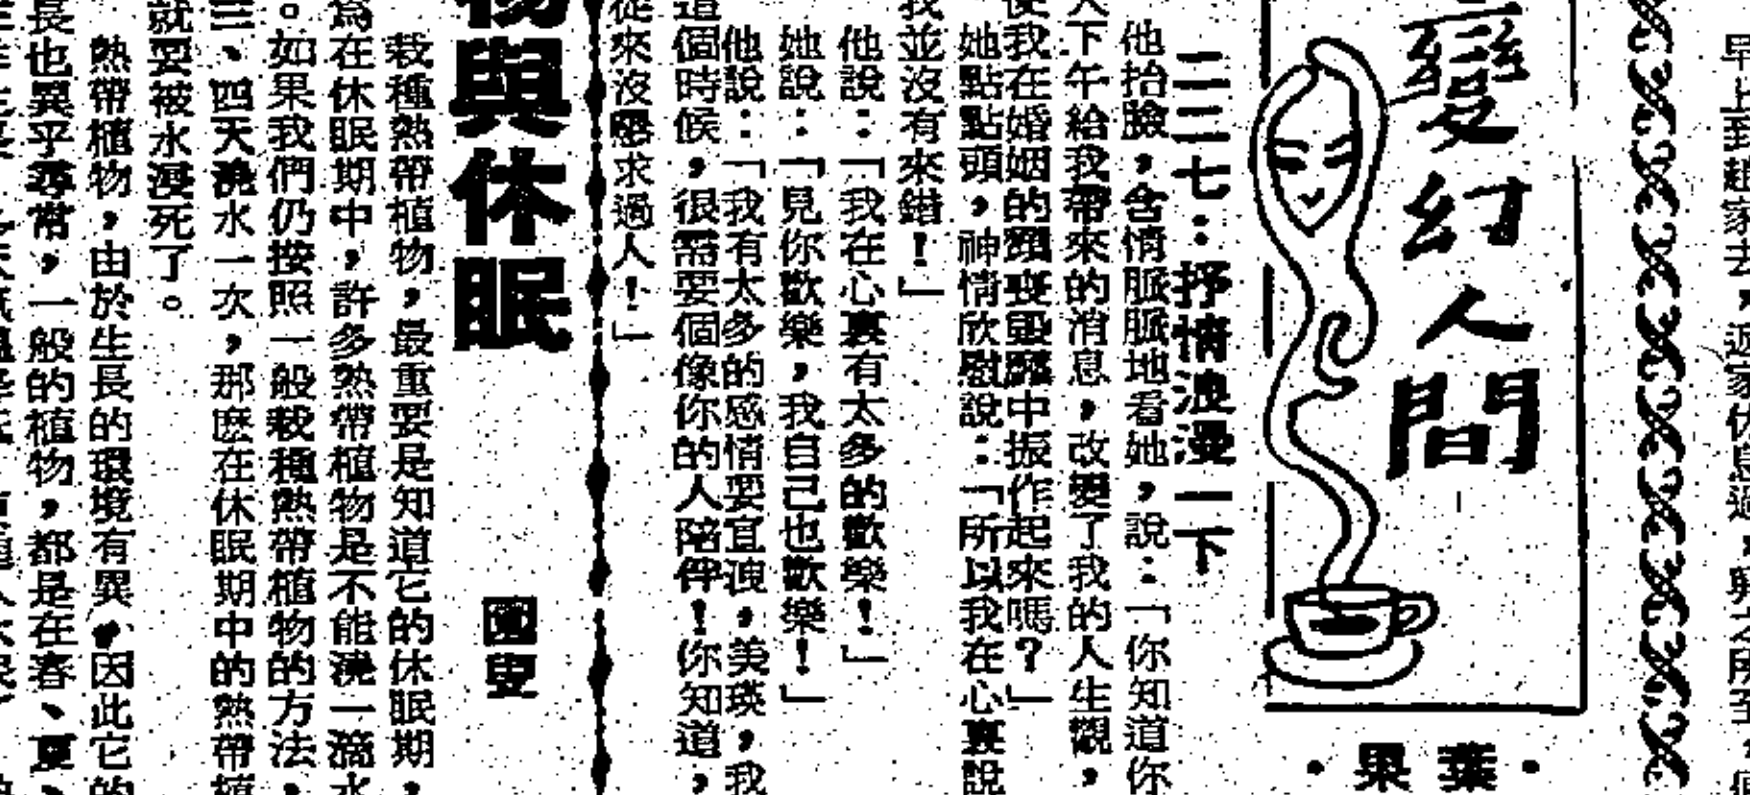 早上到趙家去，返家休息過，
變幻人間
•葉果•
二二七：抒情浪漫一下
他抬臉，含情脈脈地看她，說：「你知道你
天下午給我帶來的消息，改變了我的人生觀，
使我在婚姻的頹喪中振作起來嗎？」
她點點頭，神情欣慰說：「所以我在心裏說
我並沒有來錯！」
他說：「我在心裏有太多的歡樂！」
她說：「見你歡樂，我自己也歡樂！」
他說：「我有太多的感情要宣洩，美瑛，我
這個時候，很需要個像你的人陪伴！你知道，
從來沒懇求過人！」
物與休眠
園叟
栽種熱帶植物，最重要是知道它的休眠期，
為在休眠期中，許多熱帶植物是不能澆一滴水
。如果我們仍按照一般栽種熱帶植物的方法，
三、四天澆水一次，那麽在休眠期中的熱帶植
就要被水浸死了。
熱帶植物，由於生長的環境有異，因此它的
長也異乎尋常，一般的植物，都是在春、夏、